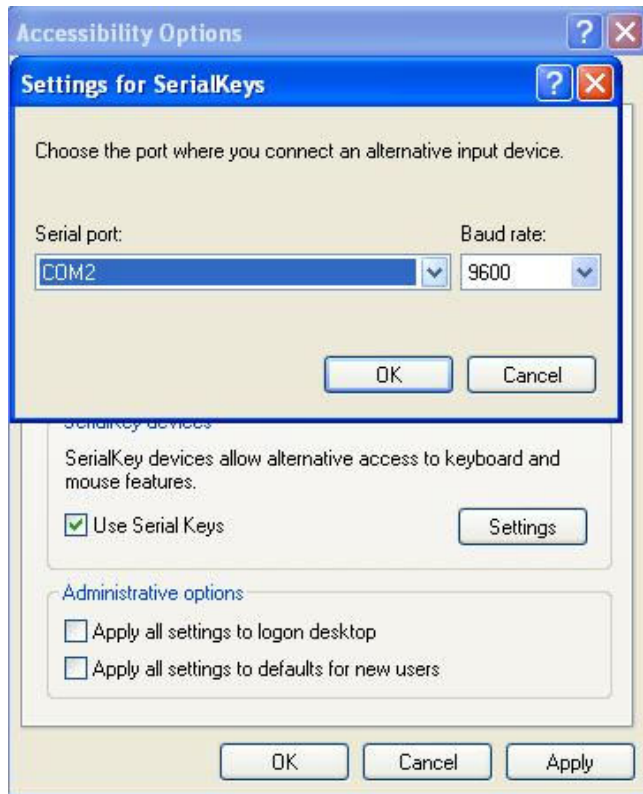 Accessibility Options
Settings for SerialKeys
Choose the port where you connect an alternative input device.
Serial port:
Baud rate:
COM2
9600
OK
Cancel
SerialKey devices
SerialKey devices allow alternative access to keyboard and
mouse features.
Use Serial Keys
Settings
Administrative options
Apply all settings to logon desktop
Apply all settings to defaults for new users
OK
Cancel
Apply